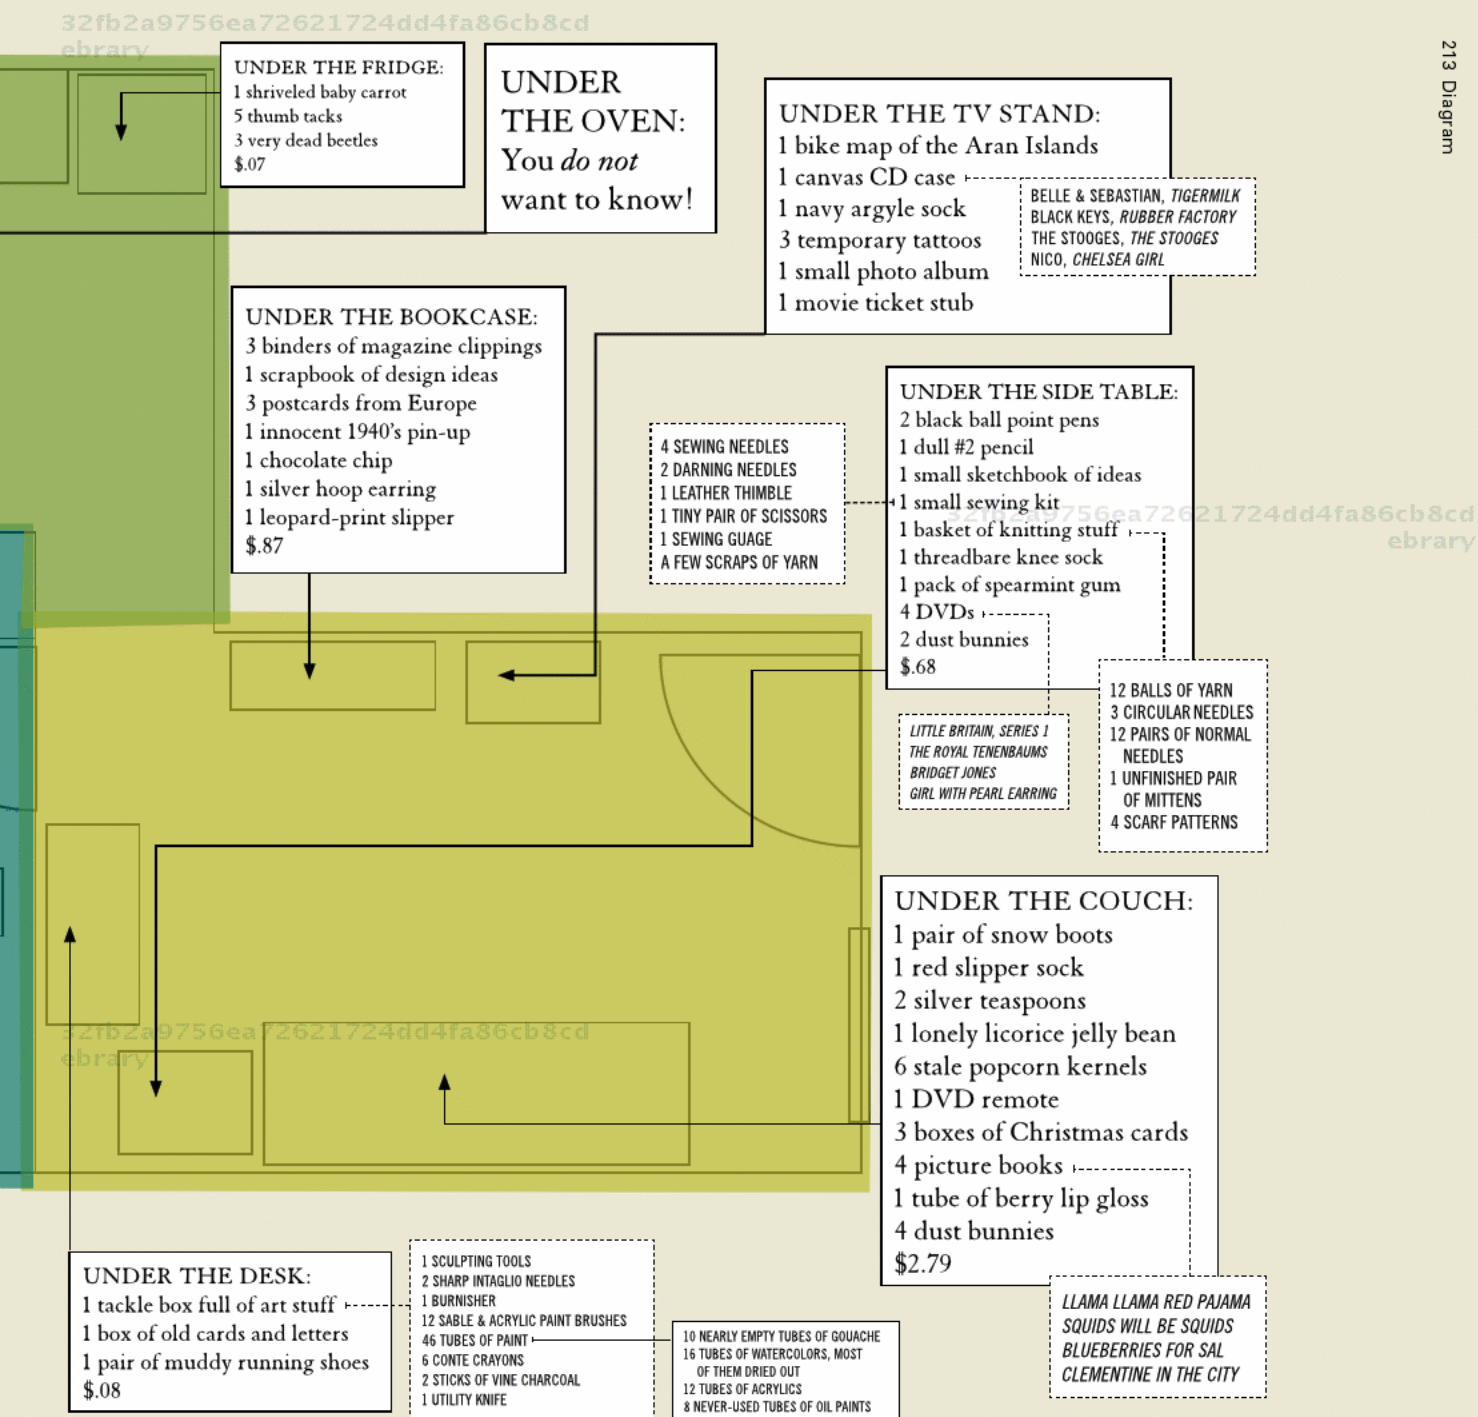 32fb2a9756ea72621724dd4fa86cb8cd
ebrary
213 Diagram
UNDER THE FRIDGE:
1 shriveled baby carrot
5 thumb tacks
3 very dead beetles
$.07
UNDER
THE OVEN:
You do not
want to know!
UNDER THE TV STAND:
1 bike map of the Aran Islands
1 canvas CD case
1 navy argyle sock
3 temporary tattoos
1 small photo album
1 movie ticket stub
BELLE & SEBASTIAN, TIGERMILK
BLACK KEYS, RUBBER FACTORY
THE STOOGES, THE STOOGES
NICO, CHELSEA GIRL
UNDER THE BOOKCASE:
3 binders of magazine clippings
1 scrapbook of design ideas
3 postcards from Europe
1 innocent 1940's pin-up
1 chocolate chip
1 silver hoop earring
1 leopard-print slipper
$.87
4 SEWING NEEDLES
2 DARNING NEEDLES
1 LEATHER THIMBLE
1 TINY PAIR OF SCISSORS
1 SEWING GUAGE
A FEW SCRAPS OF YARN
UNDER THE SIDE TABLE:
2 black ball point pens
1 dull #2 pencil
1 small sketchbook of ideas
1 small sewing kit
1 basket of knitting stuff
1 threadbare knee sock
1 pack of spearmint gum
4 DVDs
2 dust bunnies
$.68
32fb2a9756ea72621724dd4fa86cb8cd
ebrary
LITTLE BRITAIN, SERIES 1
THE ROYAL TENENBAUMS
BRIDGET JONES
GIRL WITH PEARL EARRING
12 BALLS OF YARN
3 CIRCULAR NEEDLES
12 PAIRS OF NORMAL
NEEDLES
1 UNFINISHED PAIR
OF MITTENS
4 SCARF PATTERNS
UNDER THE COUCH:
1 pair of snow boots
1 red slipper sock
2 silver teaspoons
1 lonely licorice jelly bean
6 stale popcorn kernels
1 DVD remote
3 boxes of Christmas cards
4 picture books
1 tube of berry lip gloss
4 dust bunnies
$2.79
LLAMA LLAMA RED PAJAMA
SQUIDS WILL BE SQUIDS
BLUEBERRIES FOR SAL
CLEMENTINE IN THE CITY
32fb2a9756ea72621724dd4fa86cb8cd
ebrary
UNDER THE DESK:
1 tackle box full of art stuff
1 box of old cards and letters
1 pair of muddy running shoes
$.08
1 SCULPTING TOOLS
2 SHARP INTAGLIO NEEDLES
1 BURNISHER
12 SABLE & ACRYLIC PAINT BRUSHES
46 TUBES OF PAINT
6 CONTE CRAYONS
2 STICKS OF VINE CHARCOAL
1 UTILITY KNIFE
10 NEARLY EMPTY TUBES OF GOUACHE
16 TUBES OF WATERCOLORS, MOST
OF THEM DRIED OUT
12 TUBES OF ACRYLICS
8 NEVER-USED TUBES OF OIL PAINTS